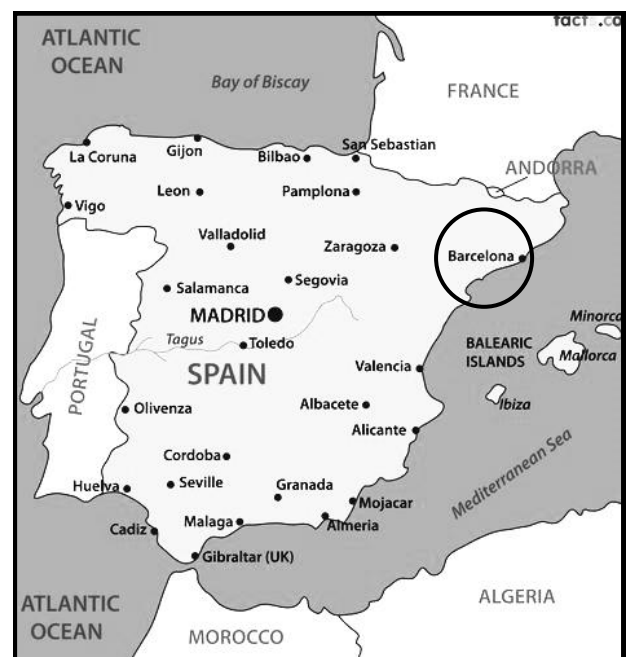 ATLANTIC
OCEAN
Bay of Biscay
FRANCE
La Coruna
Gijon
Bilbao
San Sebastian
ANDORRA
Leon
Pamplona
Vigo
Valladolid
Zaragoza
Barcelona
Salamanca
Segovia
MADRID
Minorca
Tagus
Toledo
BALEARIC
ISLANDS
Mallorca
PORTUGAL
SPAIN
Valencia
Ibiza
Olivenza
Albacete
Alicante
Cordoba
Mediterranean Sea
Huelva
Seville
Granada
Mojacar
Cadiz
Malaga
Almeria
Gibraltar (UK)
ATLANTIC
OCEAN
MOROCCO
ALGERIA